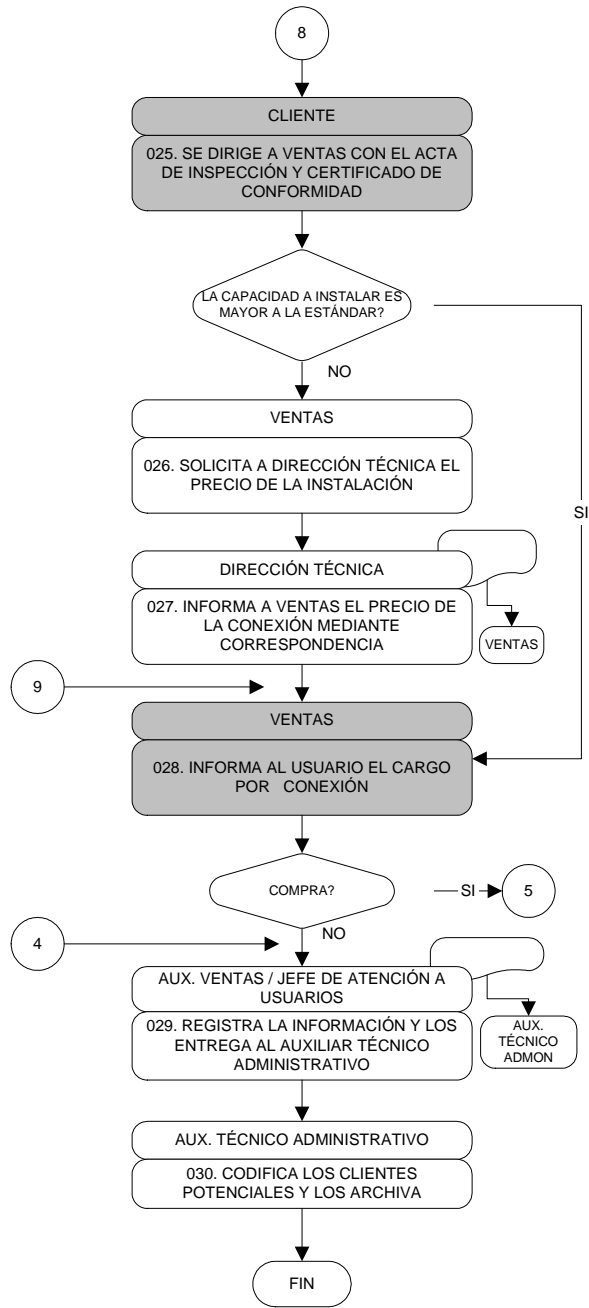 8
CLIENTE
025. SE DIRIGE A VENTAS CON EL ACTA
DE INSPECCIÓN Y CERTIFICADO DE
CONFORMIDAD
LA CAPACIDAD A INSTALAR ES
MAYOR A LA ESTÁNDAR?
NO
SI
VENTAS
026. SOLICITA A DIRECCIÓN TÉCNICA EL
PRECIO DE LA INSTALACIÓN
DIRECCIÓN TÉCNICA
027. INFORMA A VENTAS EL PRECIO DE
LA CONEXIÓN MEDIANTE
CORRESPONDENCIA
VENTAS
9
VENTAS
028. INFORMA AL USUARIO EL CARGO
POR CONEXIÓN
COMPRA?
SI
5
NO
4
AUX. VENTAS / JEFE DE ATENCIÓN A
USUARIOS
029. REGISTRA LA INFORMACIÓN Y LOS
ENTREGA AL AUXILIAR TÉCNICO
ADMINISTRATIVO
AUX.
TÉCNICO
ADMON
AUX. TÉCNICO ADMINISTRATIVO
030. CODIFICA LOS CLIENTES
POTENCIALES Y LOS ARCHIVA
FIN